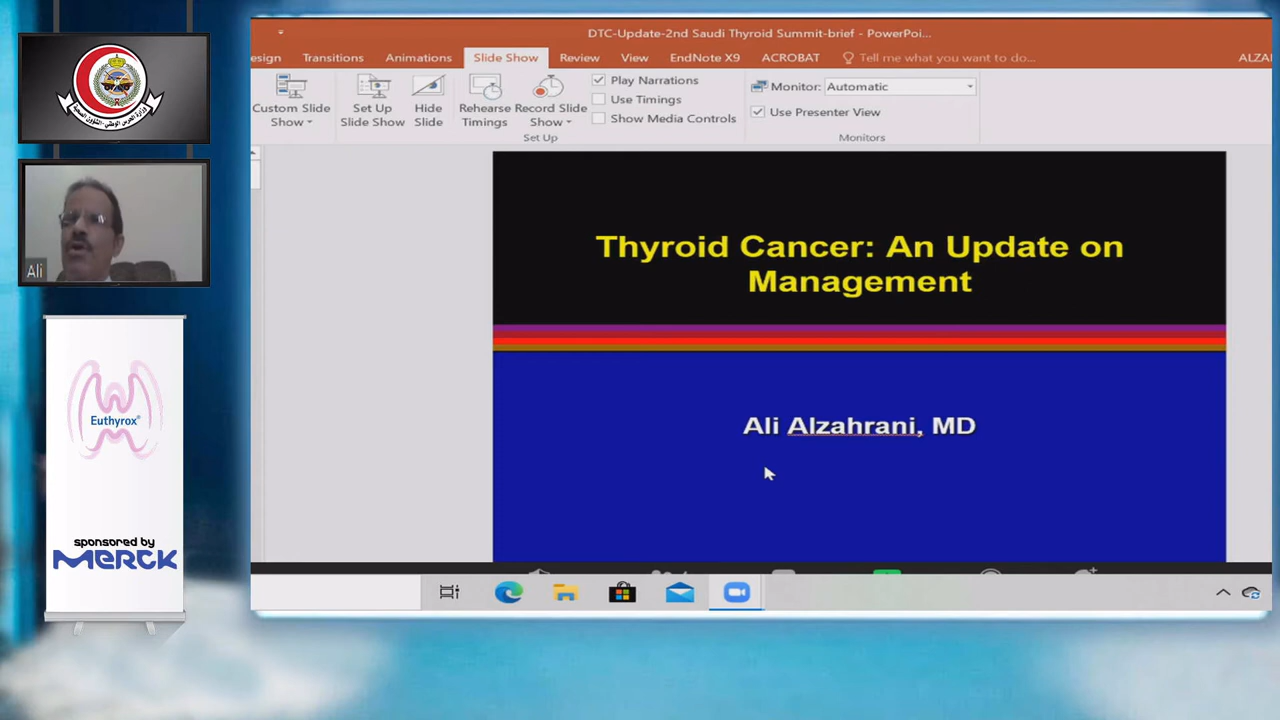 DTC-Update-2nd Saudi Thyroid Summit-brief - PowerPoi...
esign Transitions Animations Slide Show Review View EndNote X9 ACROBAT Tell me what you want to do... ALZA
Custom Slide
Show
Set Up
Slide Show
Hide
Slide
Rehearse
Timings
Record Slide
Show
Play Narrations
Use Timings
Show Media Controls
Set Up
Monitor: Automatic
Use Presenter View
Monitors
Thyroid Cancer: An Update on
Management
Ali Alzahrani, MD
Ali
Euthyrox®
sponsored by
MERCK